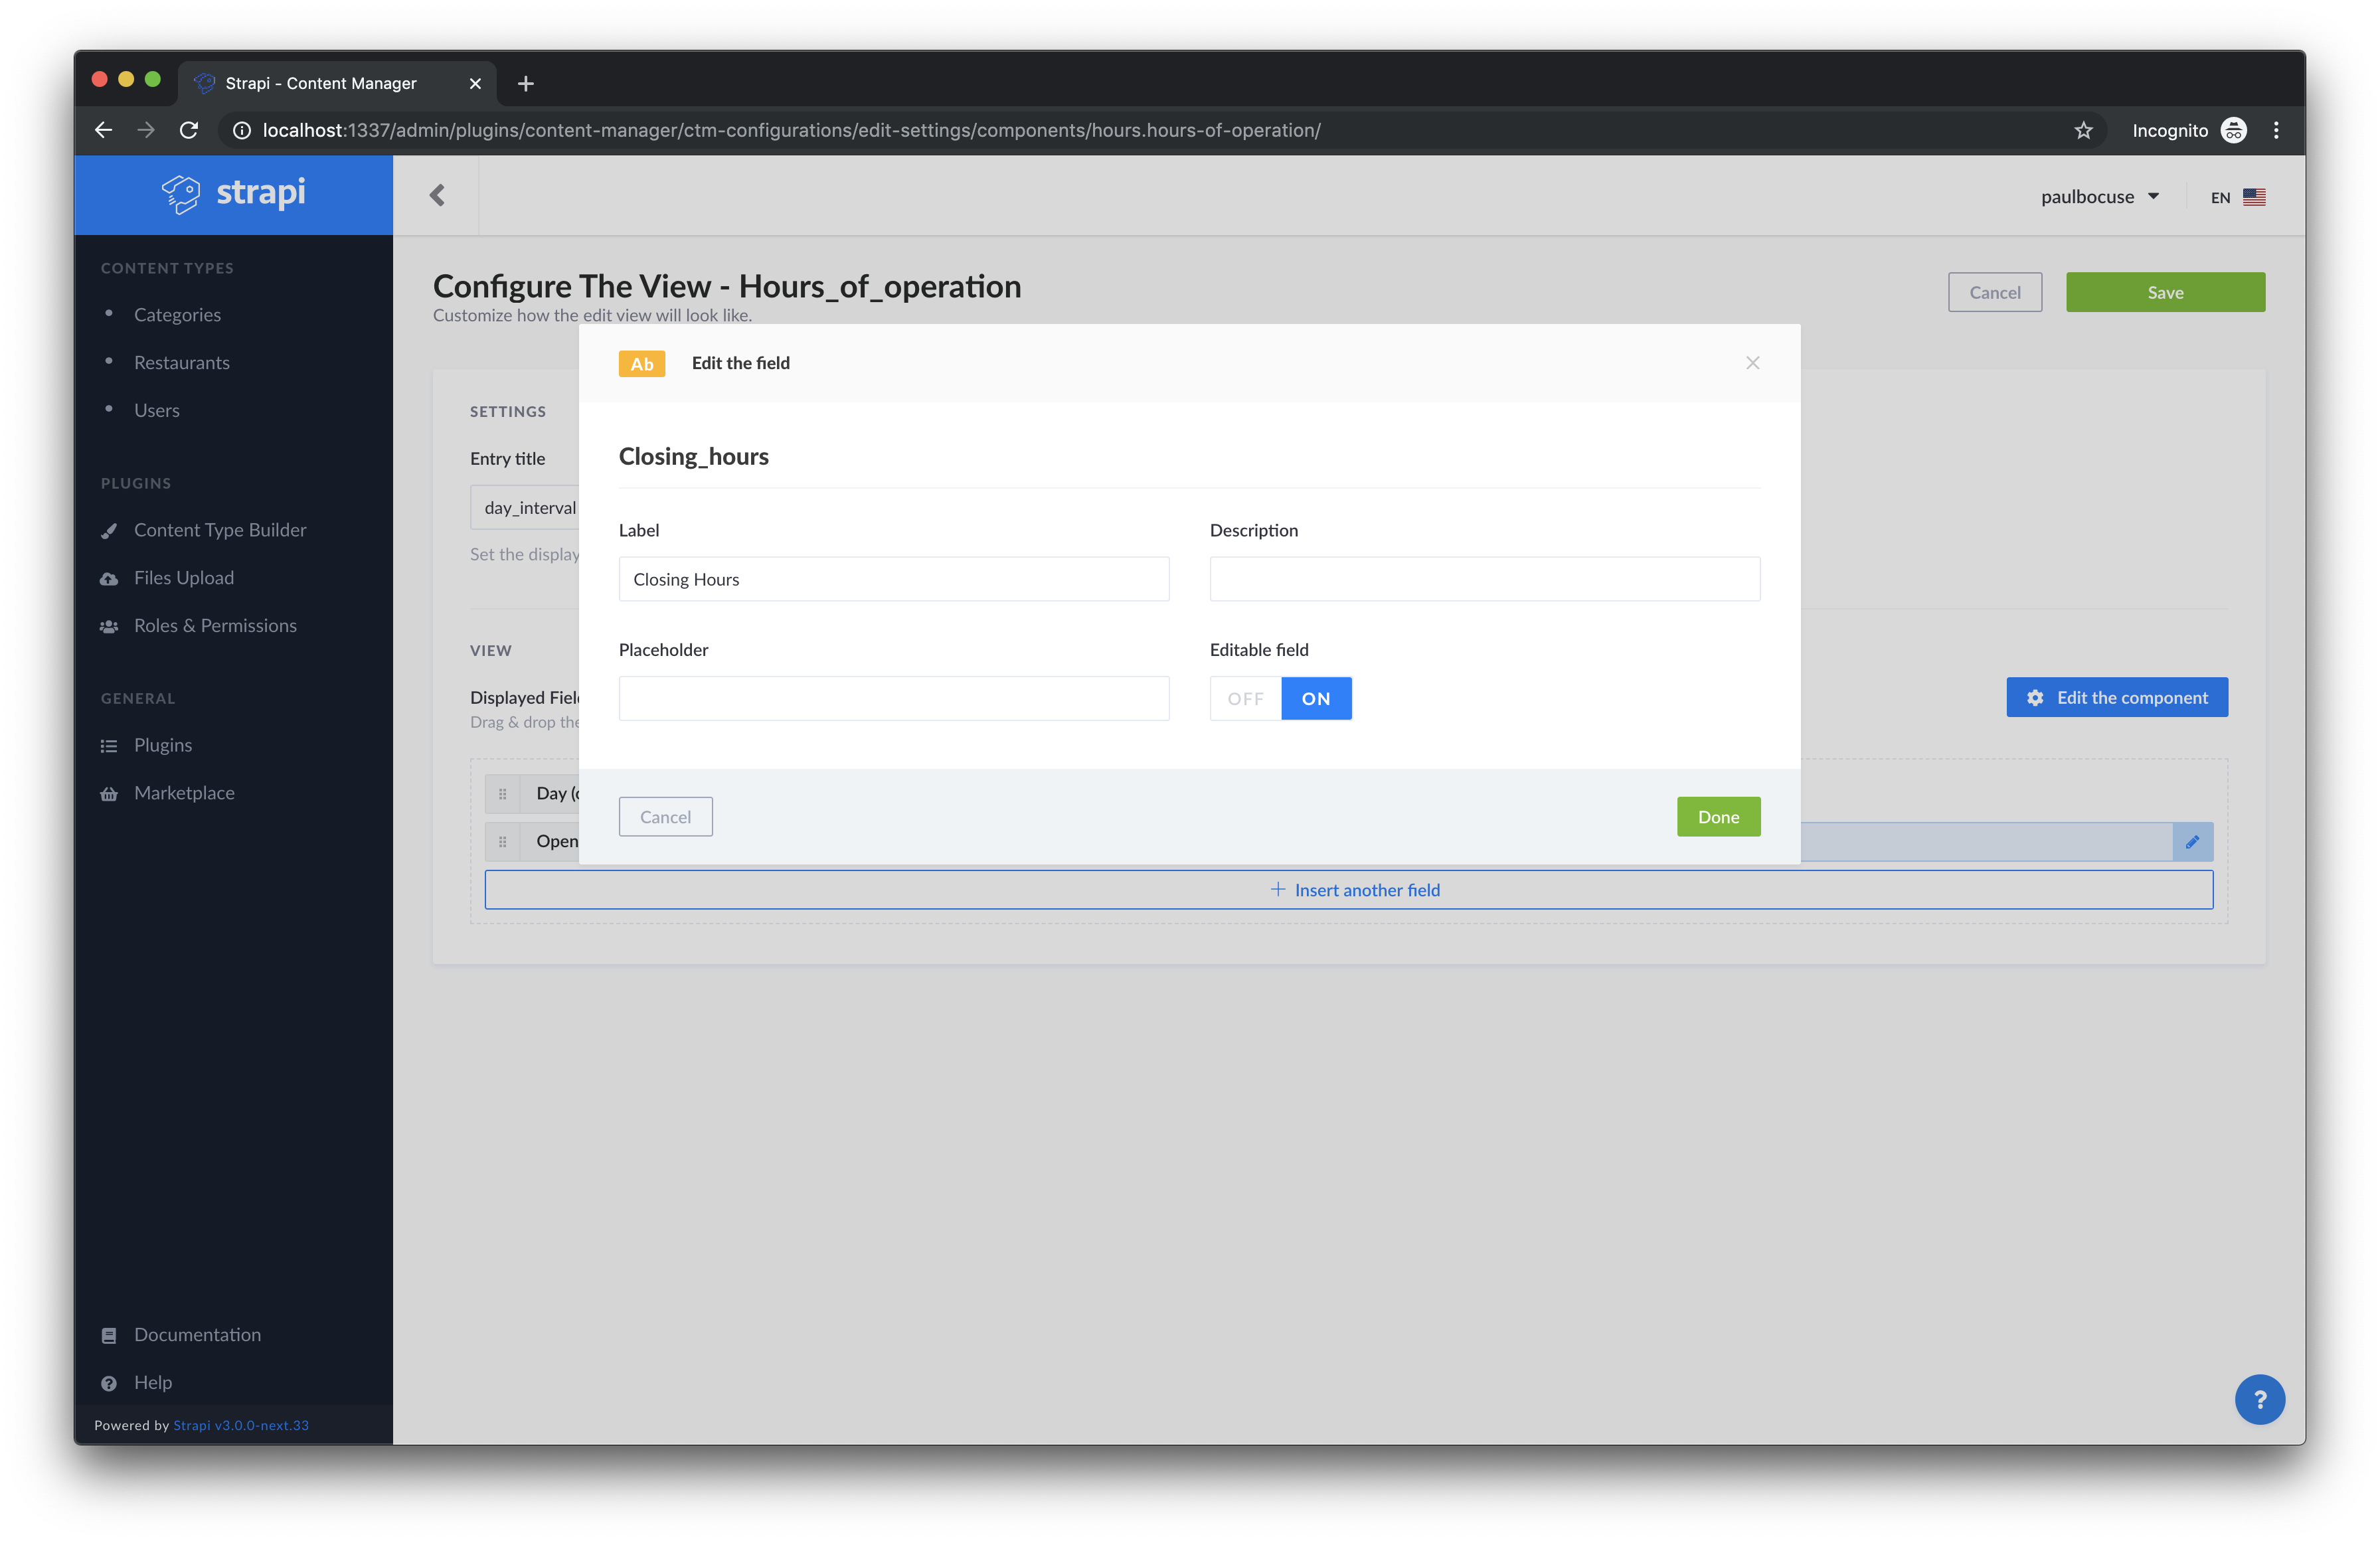 Strapi - Content Manager
localhost:1337/admin/plugins/content-manager/ctm-configurations/edit-settings/components/hours.hours-of-operation/
Incognito
strapi
paulbocuse
EN
CONTENT TYPES
Categories
Restaurants
Users
PLUGINS
Content Type Builder
Files Upload
Roles & Permissions
GENERAL
Plugins
Marketplace
Documentation
Help
Powered by Strapi v3.0.0-next.33
Configure The View - Hours_of_operation
Customize how the edit view will look like.
Cancel
Save
SETTINGS
Entry title
day_interval
Set the display
VIEW
Displayed
Drag & drop
Edit the component
Day
Open
Insert another field
Ab
Edit the field
Closing_hours
Label
Description
Closing Hours
Placeholder
Editable field
OFF
ON
Cancel
Done
?